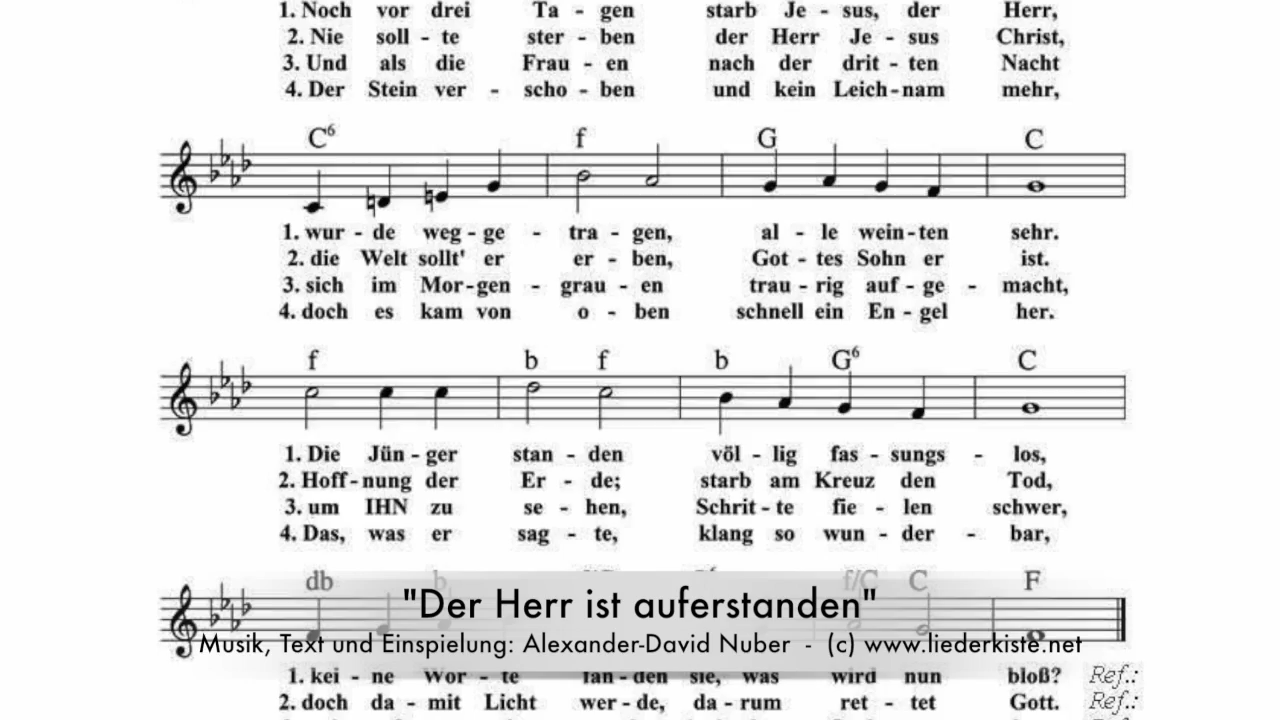 1. Noch vor drei Ta - gen starb Je - sus, der Herr,
2. Nie soll - te ster - ben der Herr Je - sus Christ,
3. Und als die Frau - en nach der drit - ten Nacht
4. Der Stein ver - scho - ben und kein Leich - nam mehr,
C6 f G C
1. wur - de weg - ge - tra - gen, al - le wein - ten sehr.
2. die Welt sollt' er er - ben, Got - tes Sohn er ist.
3. sich im Mor - gen - grau - en trau - rig auf - ge - macht,
4. doch es kam von o - ben schnell ein En - gel her.
f b f b G6 C
1. Die Jün - ger stan - den völ - lig fas - sungs - los,
2. Hoff - nung der Er - de; starb am Kreuz den Tod,
3. um IHN zu se - hen, Schrit - te fie - len schwer,
4. Das, was er sag - te, klang so wun - der - bar,
db b f/C C F
"Der Herr ist auferstanden"
Musik, Text und Einspielung: Alexander-David Nuber - (c) www.liederkiste.net
1. kei - ne Wor - te fan - den sie, was wird nun bloß? Ref.:
2. doch da - mit Licht wer - de, da - rum ret - tet Gott. Ref.: